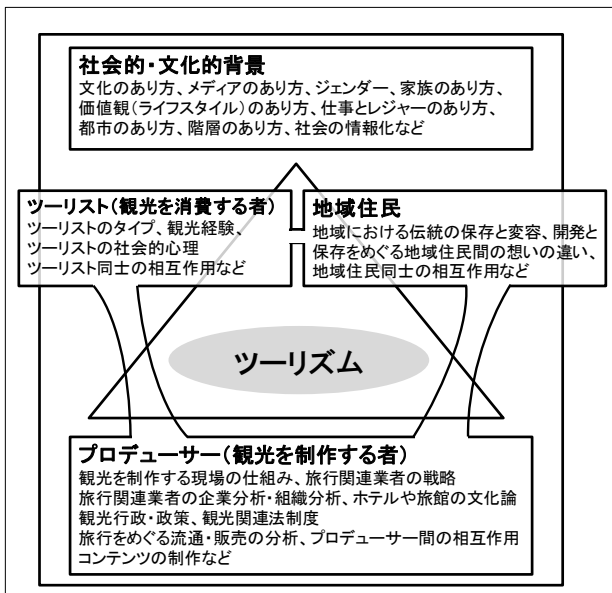 社会的・文化的背景
文化のあり方、メディアのあり方、ジェンダー、家族のあり方、
価値観（ライフスタイル）のあり方、仕事とレジャーのあり方、
都市のあり方、階層のあり方、社会の情報化など
ツーリスト（観光を消費する者）
ツーリストのタイプ、観光経験、
ツーリストの社会的心理
ツーリスト同士の相互作用など
地域住民
地域における伝統の保存と変容、開発と
保存をめぐる地域住民間の想いの違い、
地域住民同士の相互作用など
ツーリズム
プロデューサー（観光を制作する者）
観光を制作する現場の仕組み、旅行関連業者の戦略
旅行関連業者の企業分析・組織分析、ホテルや旅館の文化論
観光行政・政策、観光関連法制度
旅行をめぐる流通・販売の分析、プロデューサー間の相互作用
コンテンツの制作など